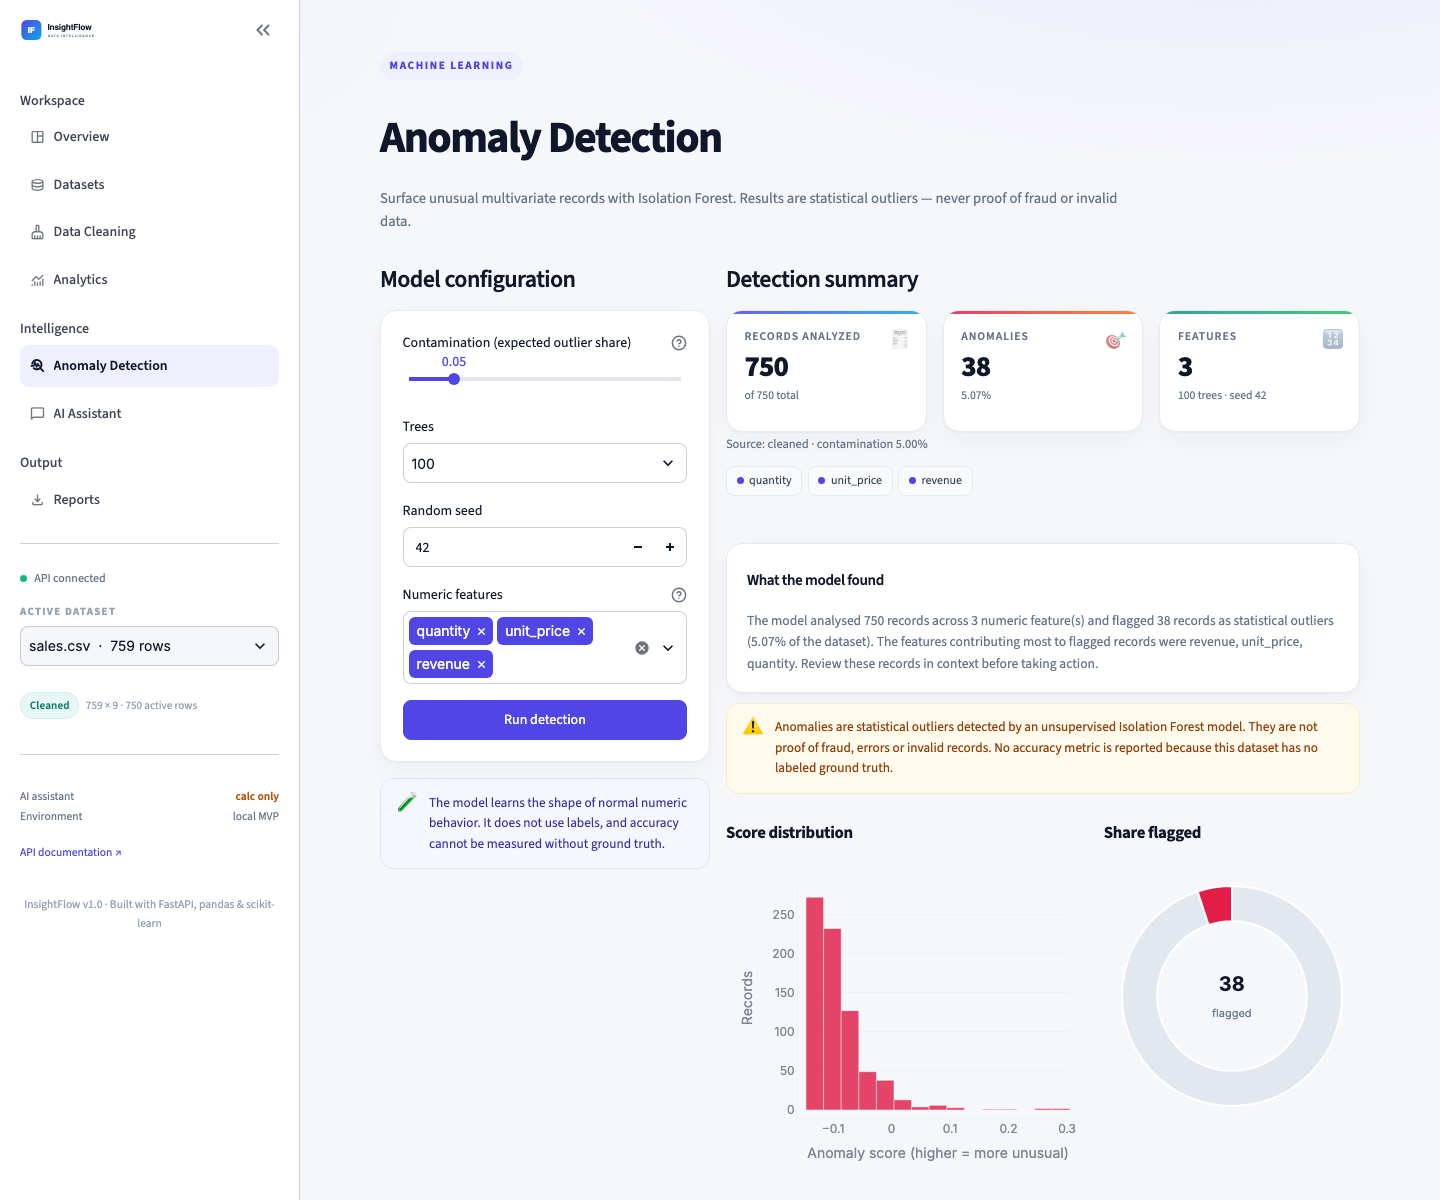 IF InsightFlow
DATA INTELLIGENCE
Workspace
Overview
Datasets
Data Cleaning
Analytics
Intelligence
Anomaly Detection
AI Assistant
Output
Reports
API connected
ACTIVE DATASET
sales.csv · 759 rows
Cleaned 759 × 9 · 750 active rows
AI assistant calc only
Environment local MVP
API documentation ↗
InsightFlow v1.0 · Built with FastAPI, pandas & scikit-
learn
MACHINE LEARNING
Anomaly Detection
Surface unusual multivariate records with Isolation Forest. Results are statistical outliers — never proof of fraud or invalid
data.
Model configuration
Contamination (expected outlier share)
0.05
Trees
100
Random seed
42
Numeric features
quantity × unit_price ×
revenue ×
Run detection
The model learns the shape of normal numeric
behavior. It does not use labels, and accuracy
cannot be measured without ground truth.
Detection summary
RECORDS ANALYZED
750
of 750 total
ANOMALIES
38
5.07%
FEATURES
3
100 trees · seed 42
Source: cleaned · contamination 5.00%
quantity unit_price revenue
What the model found
The model analysed 750 records across 3 numeric feature(s) and flagged 38 records as statistical outliers
(5.07% of the dataset). The features contributing most to flagged records were revenue, unit_price,
quantity. Review these records in context before taking action.
Anomalies are statistical outliers detected by an unsupervised Isolation Forest model. They are not
proof of fraud, errors or invalid records. No accuracy metric is reported because this dataset has no
labeled ground truth.
Score distribution
250
200
150
100
50
0
Records
−0.1 0 0.1 0.2 0.3
Anomaly score (higher = more unusual)
Share flagged
38
flagged